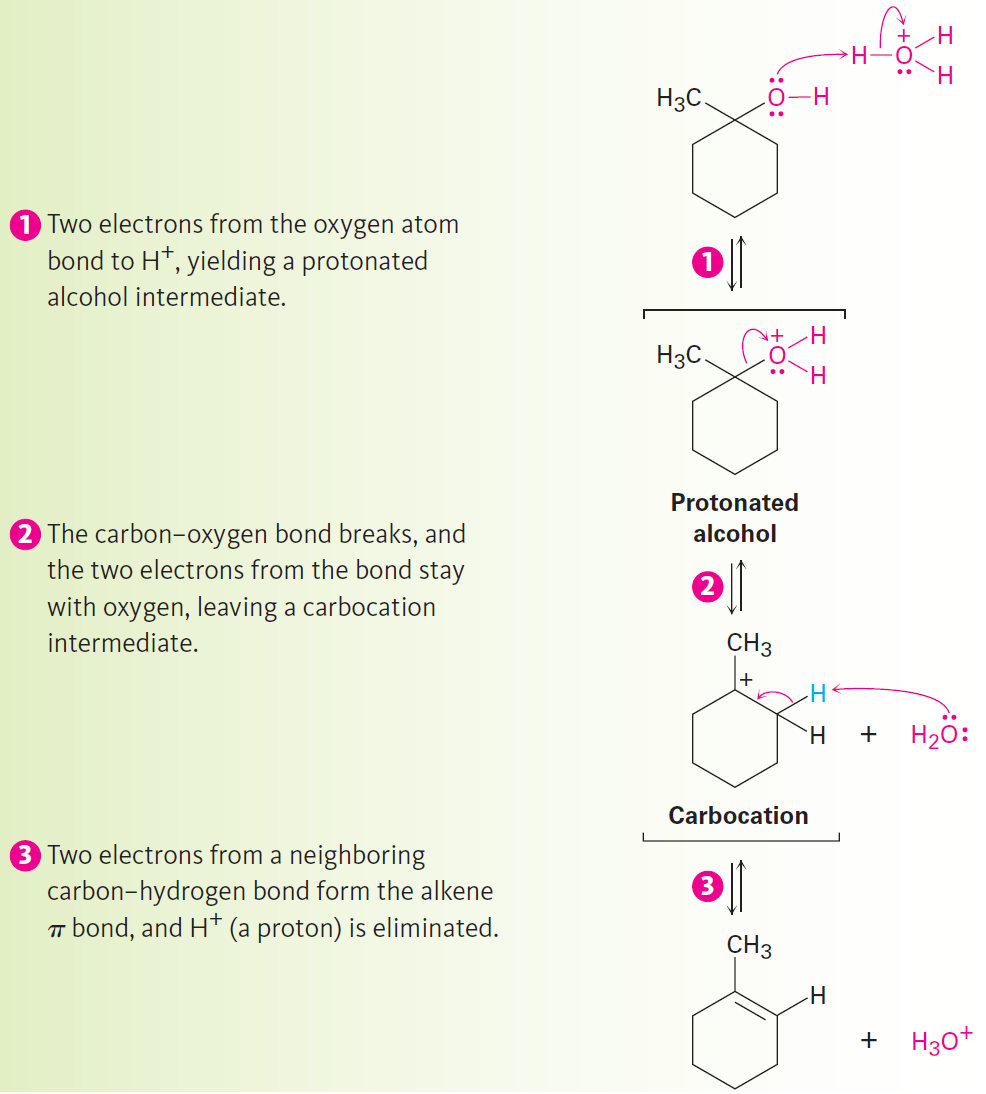 H–O+ H
H
H3C O–H
1 Two electrons from the oxygen atom
bond to H+, yielding a protonated
alcohol intermediate.
1
H3C O+ H
H
Protonated
alcohol
2 The carbon–oxygen bond breaks, and
the two electrons from the bond stay
with oxygen, leaving a carbocation
intermediate.
2
CH3
+
H
H + H2O:
Carbocation
3 Two electrons from a neighboring
carbon–hydrogen bond form the alkene
π bond, and H+ (a proton) is eliminated.
3
CH3
H
+ H3O+